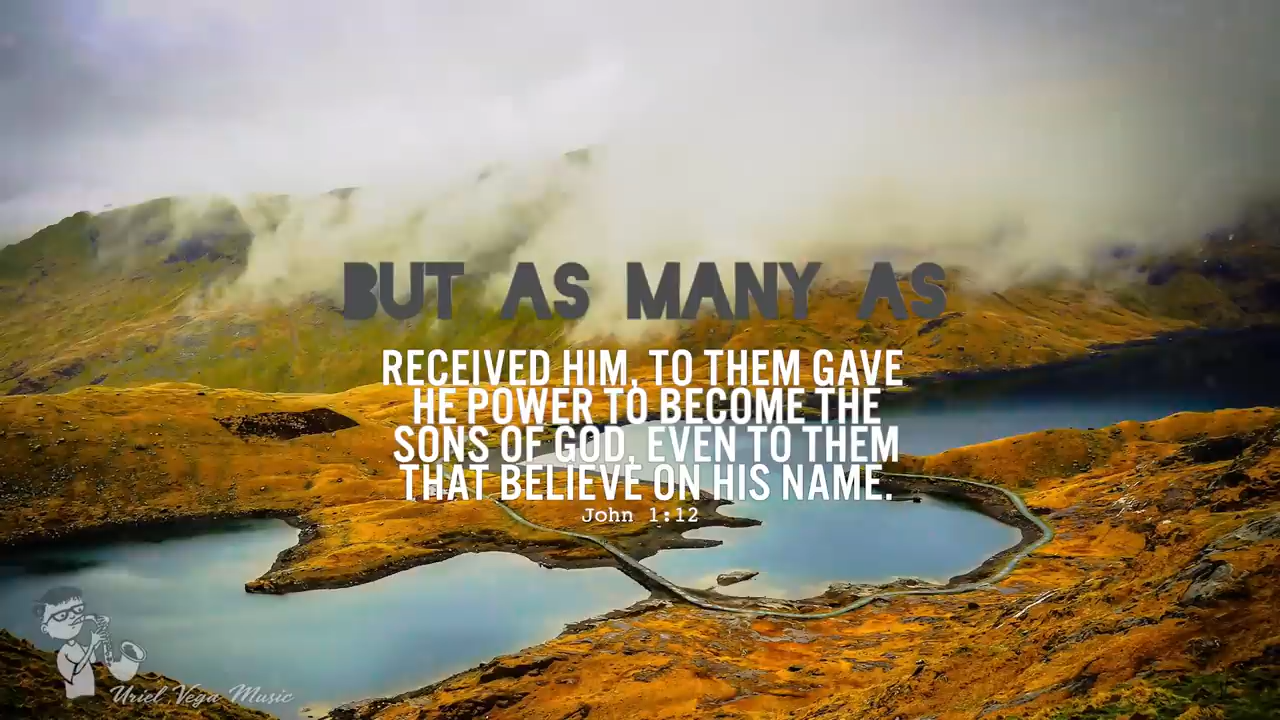 BUT AS MANY AS
RECEIVED HIM, TO THEM GAVE
HE POWER TO BECOME THE
SONS OF GOD, EVEN TO THEM
THAT BELIEVE ON HIS NAME.
John 1:12
Uriel Vega Music